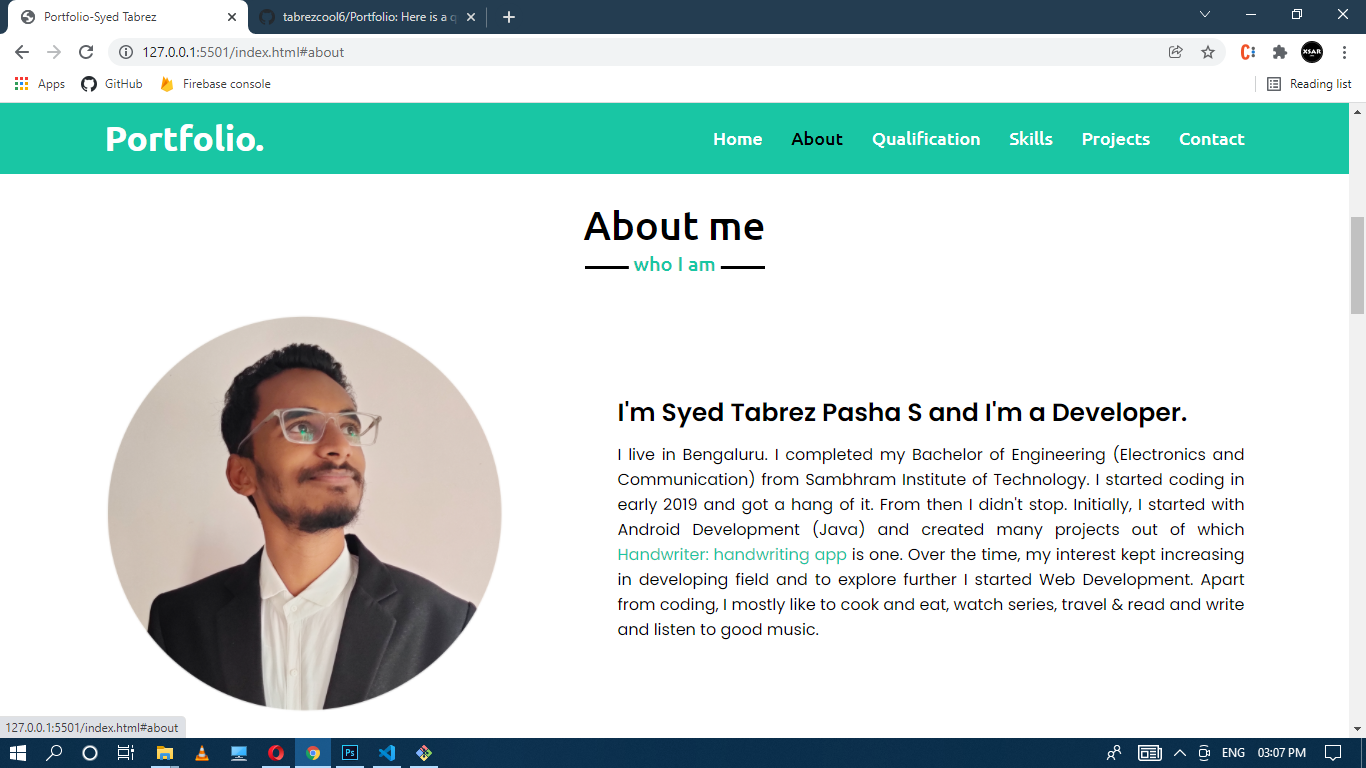 Portfolio-Syed Tabrez
tabrezcool6/Portfolio: Here is a q
127.0.0.1:5501/index.html#about
XSAR
Apps GitHub Firebase console Reading list
Portfolio. Home About Qualification Skills Projects Contact
About me
who I am
I'm Syed Tabrez Pasha S and I'm a Developer.
I live in Bengaluru. I completed my Bachelor of Engineering (Electronics and
Communication) from Sambhram Institute of Technology. I started coding in
early 2019 and got a hang of it. From then I didn't stop. Initially, I started with
Android Development (Java) and created many projects out of which
Handwriter: handwriting app is one. Over the time, my interest kept increasing
in developing field and to explore further I started Web Development. Apart
from coding, I mostly like to cook and eat, watch series, travel & read and write
and listen to good music.
127.0.0.1:5501/index.html#about
Ps
ENG 03:07 PM